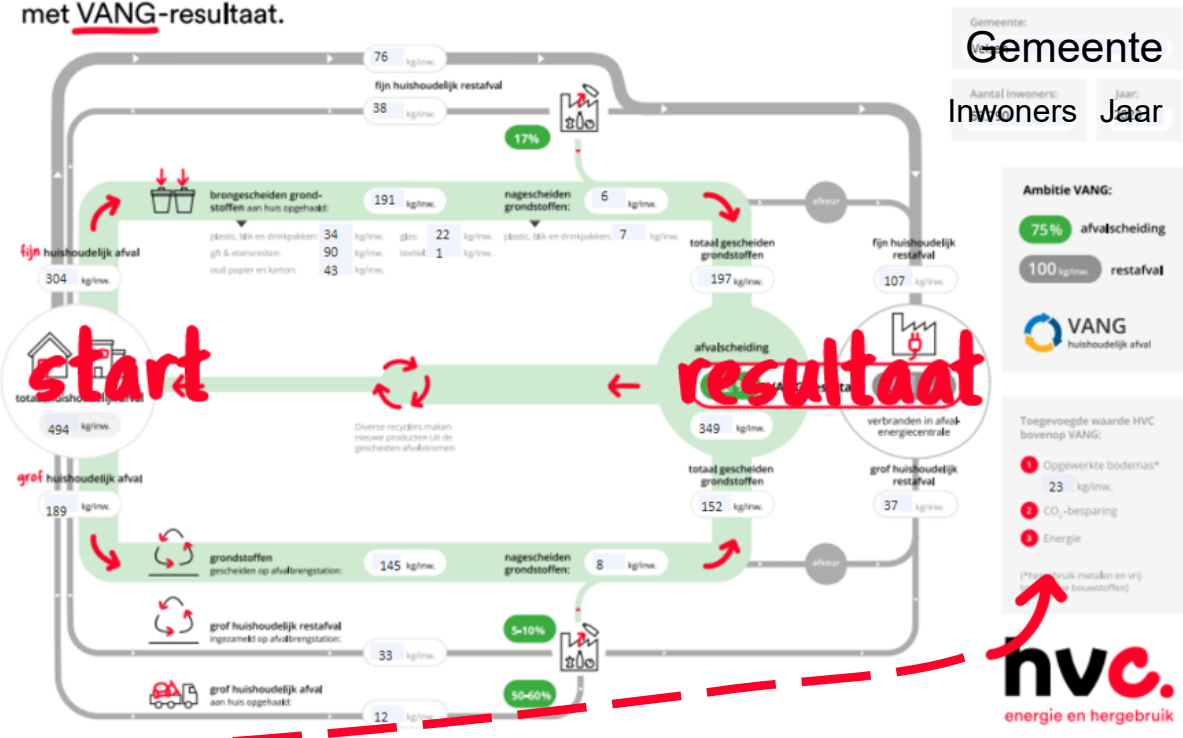 met VANG-resultaat.
Gemeente:
Gemeente
Aantal inwoners:
Inwoners
Jaar:
Jaar
76 kg/inw.
fijn huishoudelijk restafval
38 kg/inw.
17%
brongescheiden grond-
stoffen aan huis opgehaald:
191 kg/inw.
nagescheiden
grondstoffen:
6 kg/inw.
plastic, blik en drinkpakken: 34 kg/inw.
glas: 22 kg/inw.
plastic, blik en drinkpakken: 7 kg/inw.
gft & etensresten: 90 kg/inw.
textiel: 1 kg/inw.
oud papier en karton: 43 kg/inw.
afkeur
fijn huishoudelijk afval
304 kg/inw.
totaal gescheiden
grondstoffen
197 kg/inw.
fijn huishoudelijk
restafval
107 kg/inw.
Ambitie VANG:
75% afvalscheiding
100 kg/inw. restafval
VANG
huishoudelijk afval
start
494 kg/inw.
Diverse recyclers maken
nieuwe producten uit de
gescheiden afvalstromen
afvalscheiding
resultaat
349 kg/inw.
verbranden in afval-
energiecentrale
grof huishoudelijk afval
189 kg/inw.
totaal gescheiden
grondstoffen
152 kg/inw.
grof huishoudelijk
restafval
37 kg/inw.
Toegevoegde waarde HVC
bovenop VANG:
1 Opgewerkte bodemas*
23 kg/inw.
2 CO2-besparing
3 Energie
grondstoffen
gescheiden op afvalbrengstation:
145 kg/inw.
nagescheiden
grondstoffen:
8 kg/inw.
afkeur
grof huishoudelijk restafval
ingezameld op afvalbrengstation:
33 kg/inw.
5-10%
grof huishoudelijk afval
aan huis opgehaald:
12 kg/inw.
50-60%
hvc.
energie en hergebruik